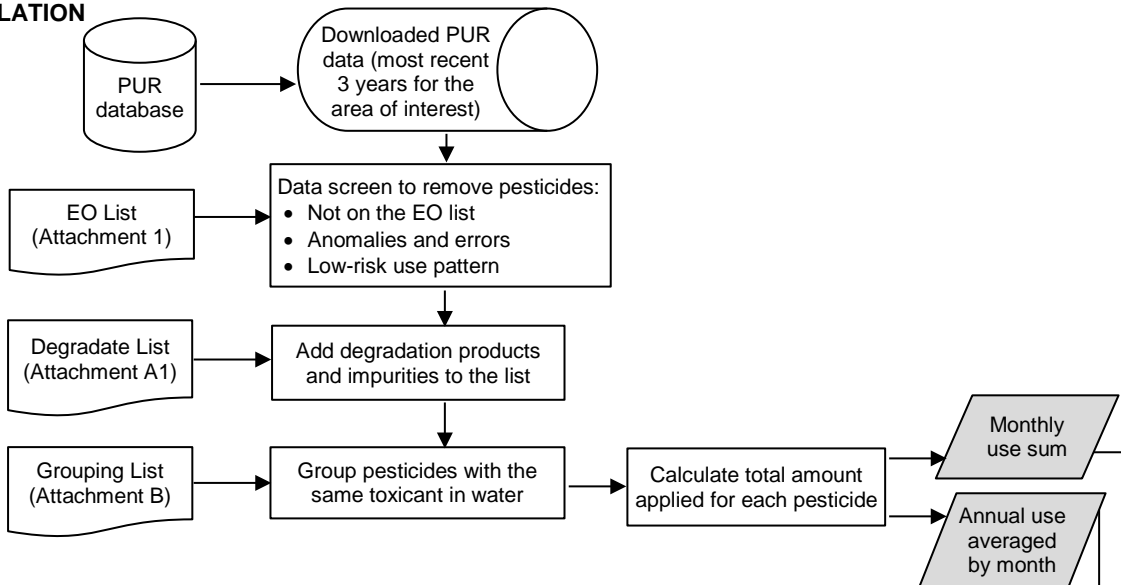 LATION
PUR
database
Downloaded PUR
data (most recent
3 years for the
area of interest)
EO List
(Attachment 1)
Data screen to remove pesticides:
• Not on the EO list
• Anomalies and errors
• Low-risk use pattern
Degradate List
(Attachment A1)
Add degradation products
and impurities to the list
Grouping List
(Attachment B)
Group pesticides with the
same toxicant in water
Calculate total amount
applied for each pesticide
Monthly
use sum
Annual use
averaged
by month